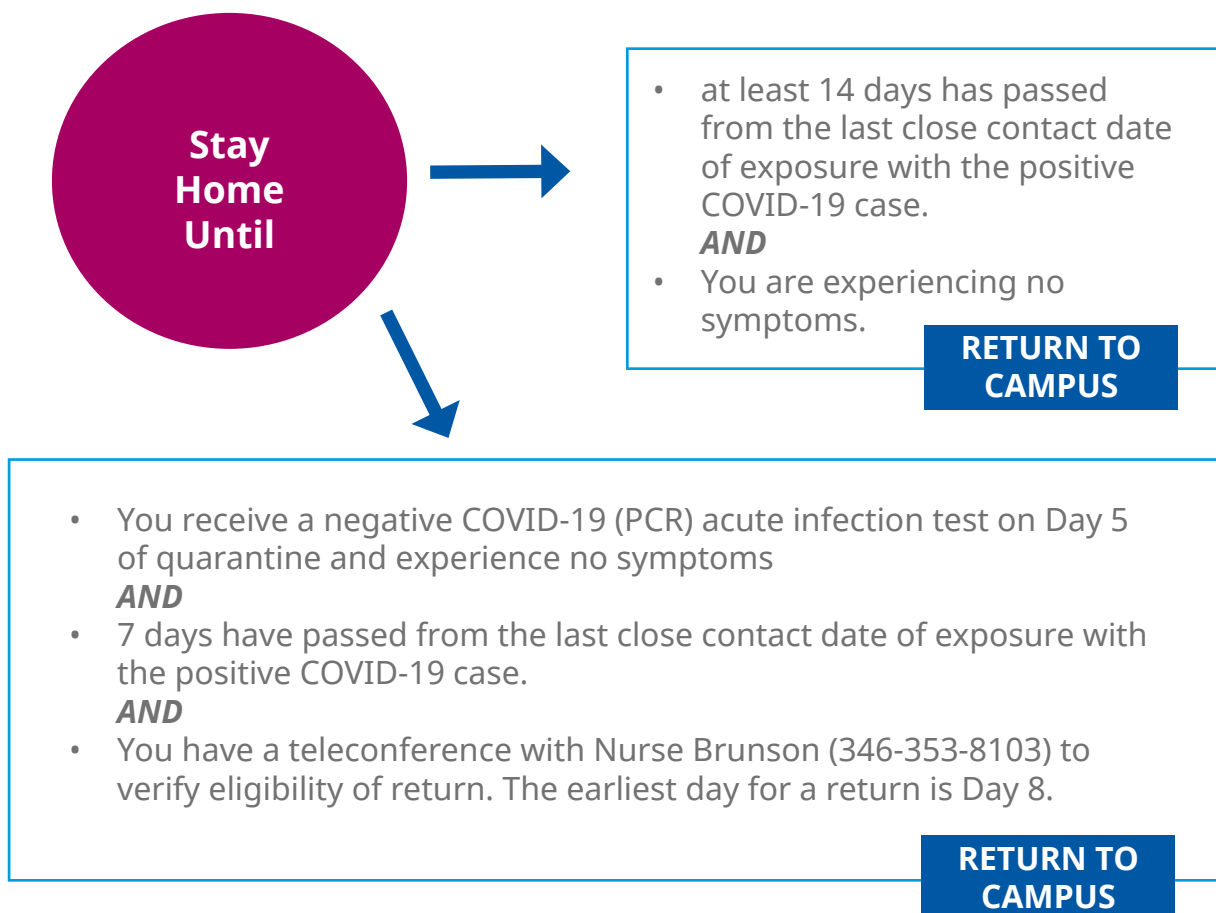 Stay
Home
Until
• at least 14 days has passed
from the last close contact date
of exposure with the positive
COVID-19 case.
AND
• You are experiencing no
symptoms.
RETURN TO
CAMPUS
• You receive a negative COVID-19 (PCR) acute infection test on Day 5
of quarantine and experience no symptoms
AND
• 7 days have passed from the last close contact date of exposure with
the positive COVID-19 case.
AND
• You have a teleconference with Nurse Brunson (346-353-8103) to
verify eligibility of return. The earliest day for a return is Day 8.
RETURN TO
CAMPUS